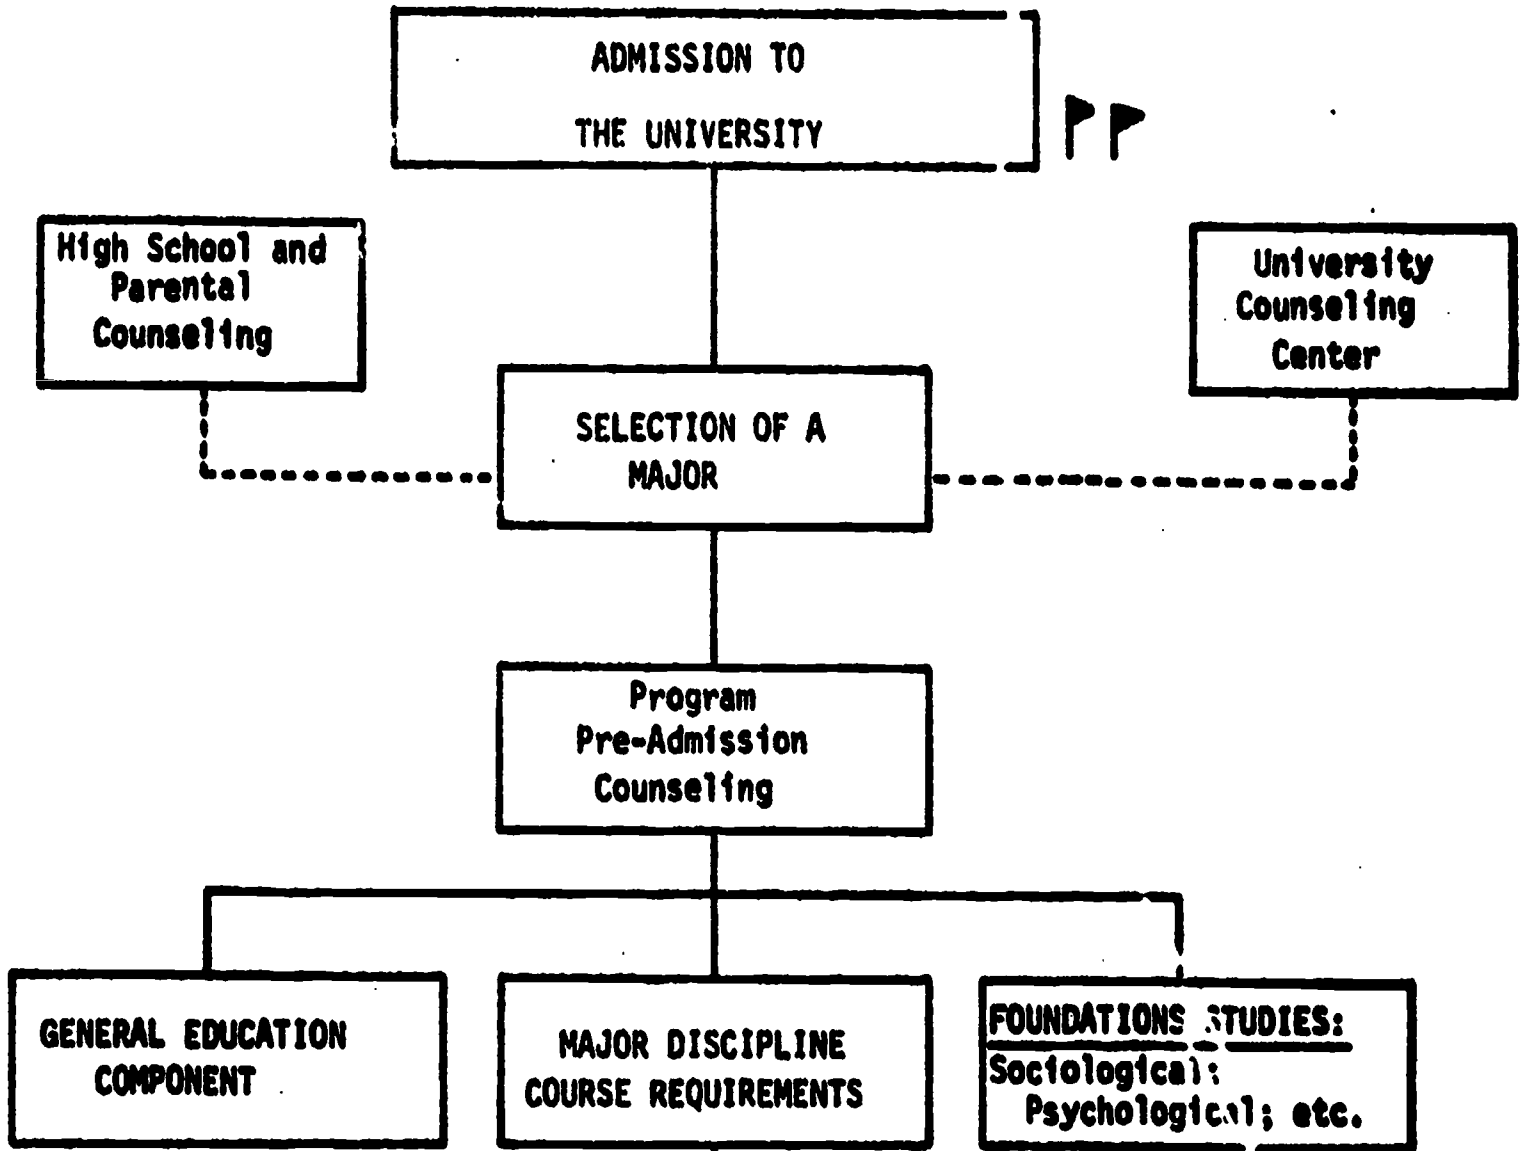 ADMISSION TO
THE UNIVERSITY
High School and
Parental
Counseling
University
Counseling
Center
SELECTION OF A
MAJOR
Program
Pre-Admission
Counseling
GENERAL EDUCATION
COMPONENT
MAJOR DISCIPLINE
COURSE REQUIREMENTS
FOUNDATIONS STUDIES:
Sociological;
Psychological; etc.